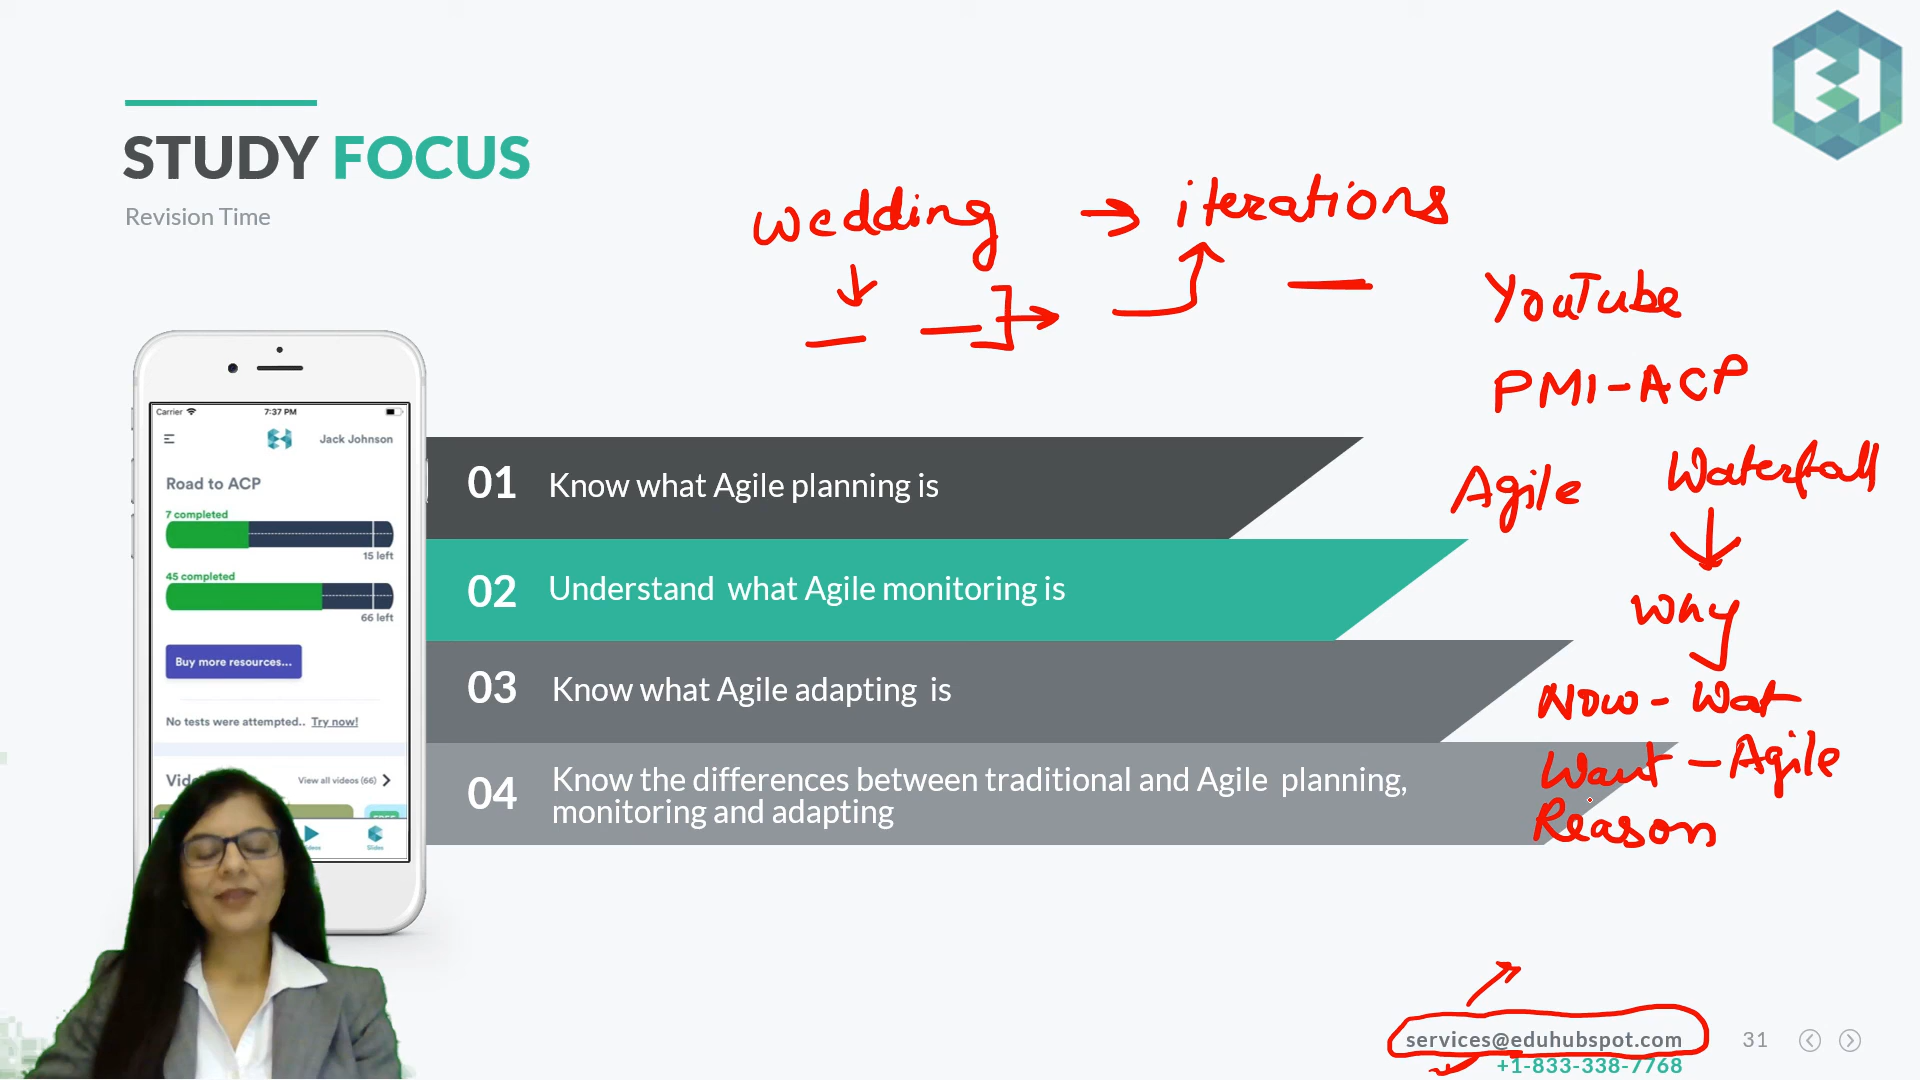 STUDY FOCUS
Revision Time
wedding → iterations
YouTube
PMI-ACP
Agile Waterfall
Why
Now - Wat
Want - Agile
Reason
Carrier 7:37 PM
Jack Johnson
Road to ACP
7 completed
15 left
45 completed
66 left
Buy more resources...
No tests were attempted.. Try now!
View all videos (66)
Slides
01 Know what Agile planning is
02 Understand what Agile monitoring is
03 Know what Agile adapting is
04 Know the differences between traditional and Agile planning,
monitoring and adapting
services@eduhubspot.com 31
+1-833-338-7768